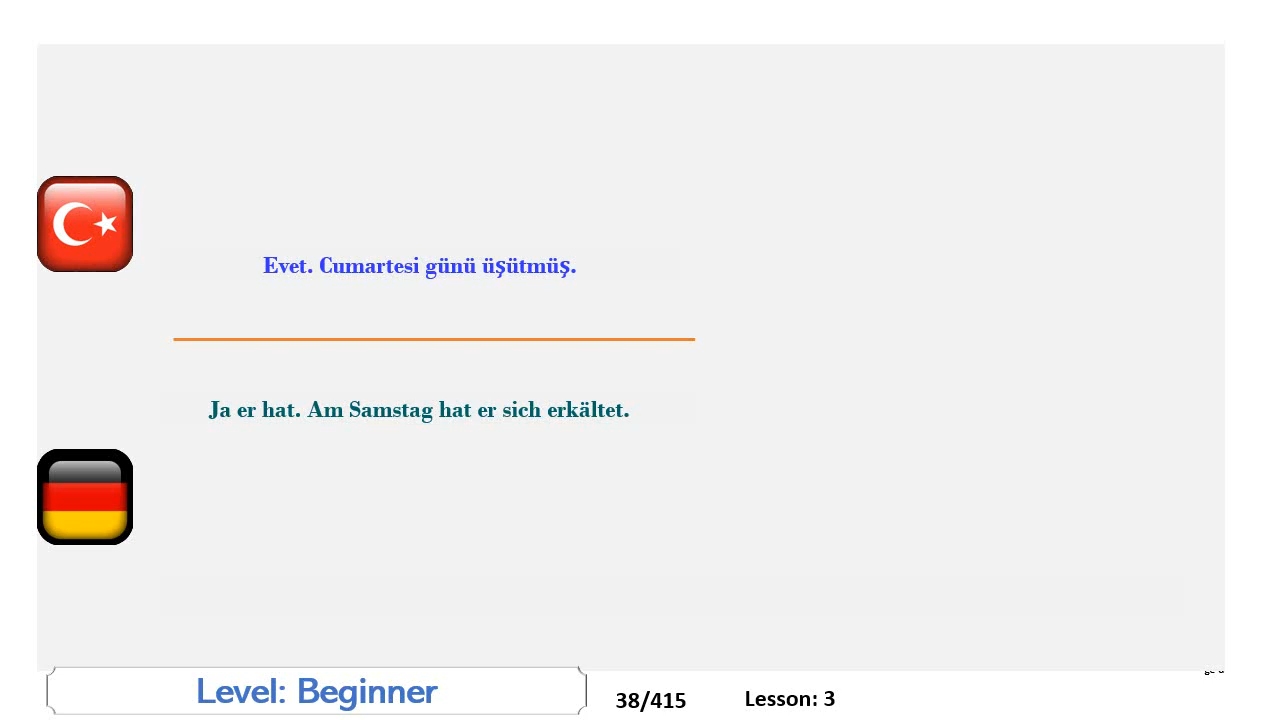 Evet. Cumartesi günü üşütmüş.
Ja er hat. Am Samstag hat er sich erkältet.
Level: Beginner
38/415
Lesson: 3